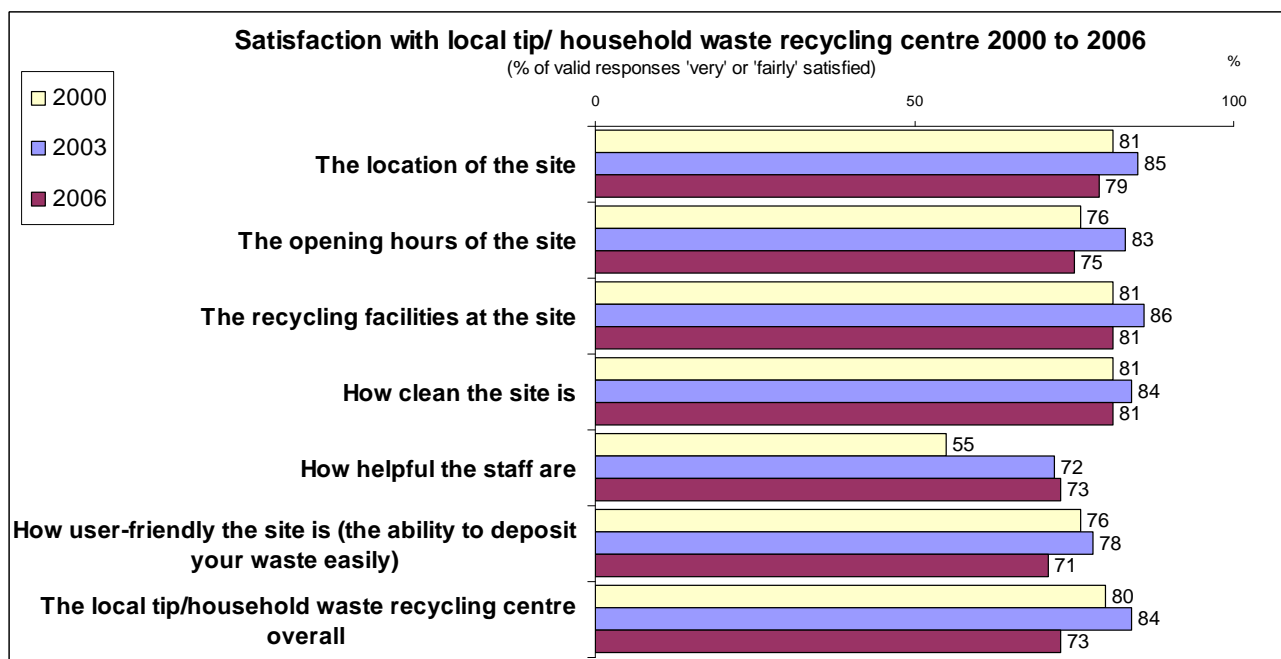 Satisfaction with local tip/ household waste recycling centre 2000 to 2006
(% of valid responses 'very' or 'fairly' satisfied)
%
2000
2003
2006
0 50 100
The location of the site
81
85
79
The opening hours of the site
76
83
75
The recycling facilities at the site
81
86
81
How clean the site is
81
84
81
How helpful the staff are
55
72
73
How user-friendly the site is (the ability to deposit
your waste easily)
76
78
71
The local tip/household waste recycling centre
overall
80
84
73